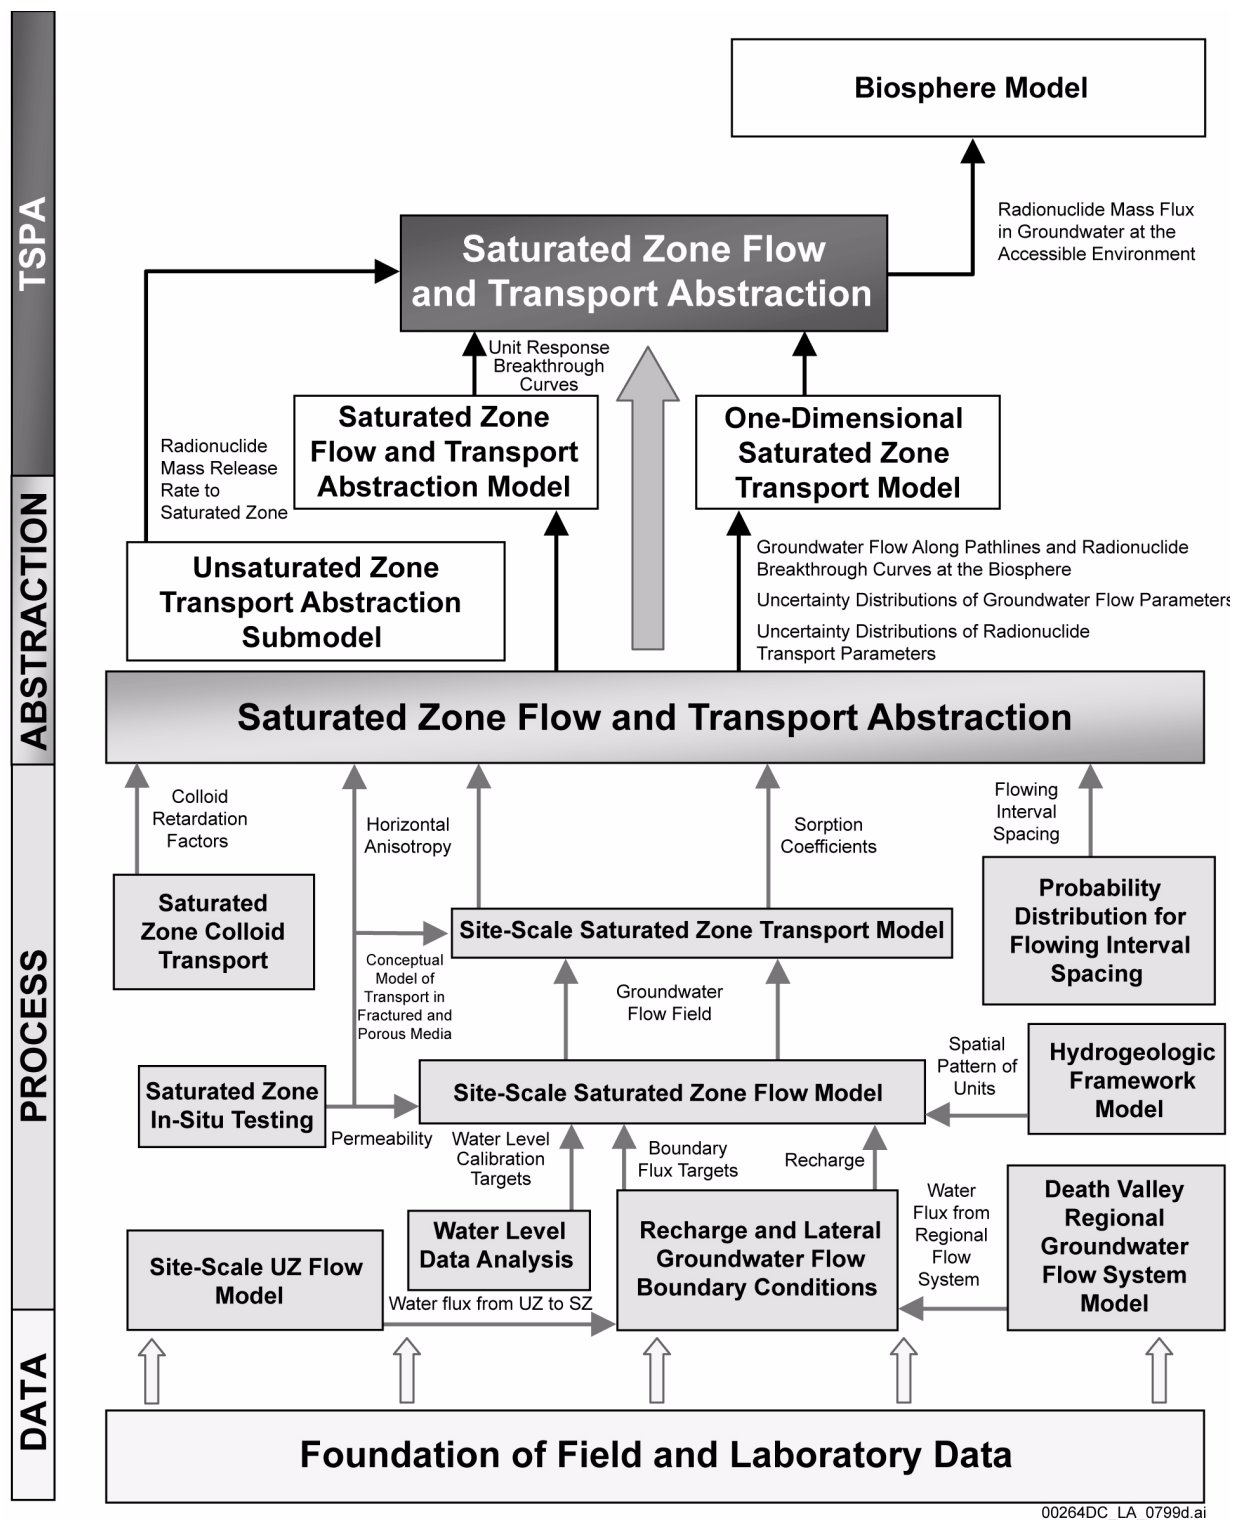 TSPA
ABSTRACTION
PROCESS
DATA
Biosphere Model
Radionuclide Mass Flux
in Groundwater at the
Accessible Environment
Saturated Zone Flow
and Transport Abstraction
Unit Response
Breakthrough
Curves
Saturated Zone
Flow and Transport
Abstraction Model
One-Dimensional
Saturated Zone
Transport Model
Radionuclide
Mass Release
Rate to
Saturated Zone
Unsaturated Zone
Transport Abstraction
Submodel
Groundwater Flow Along Pathlines and Radionuclide
Breakthrough Curves at the Biosphere
Uncertainty Distributions of Groundwater Flow Parameters
Uncertainty Distributions of Radionuclide
Transport Parameters
Saturated Zone Flow and Transport Abstraction
Colloid
Retardation
Factors
Horizontal
Anisotropy
Sorption
Coefficients
Flowing
Interval
Spacing
Saturated
Zone Colloid
Transport
Site-Scale Saturated Zone Transport Model
Probability
Distribution for
Flowing Interval
Spacing
Conceptual
Model of
Transport in
Fractured and
Porous Media
Groundwater
Flow Field
Saturated Zone
In-Situ Testing
Permeability
Site-Scale Saturated Zone Flow Model
Spatial
Pattern of
Units
Hydrogeologic
Framework
Model
Water Level
Calibration
Targets
Boundary
Flux Targets
Recharge
Site-Scale UZ Flow
Model
Water Level
Data Analysis
Water flux from UZ to SZ
Recharge and Lateral
Groundwater Flow
Boundary Conditions
Water
Flux from
Regional
Flow
System
Death Valley
Regional
Groundwater
Flow System
Model
Foundation of Field and Laboratory Data
00264DC_LA_0799d.ai